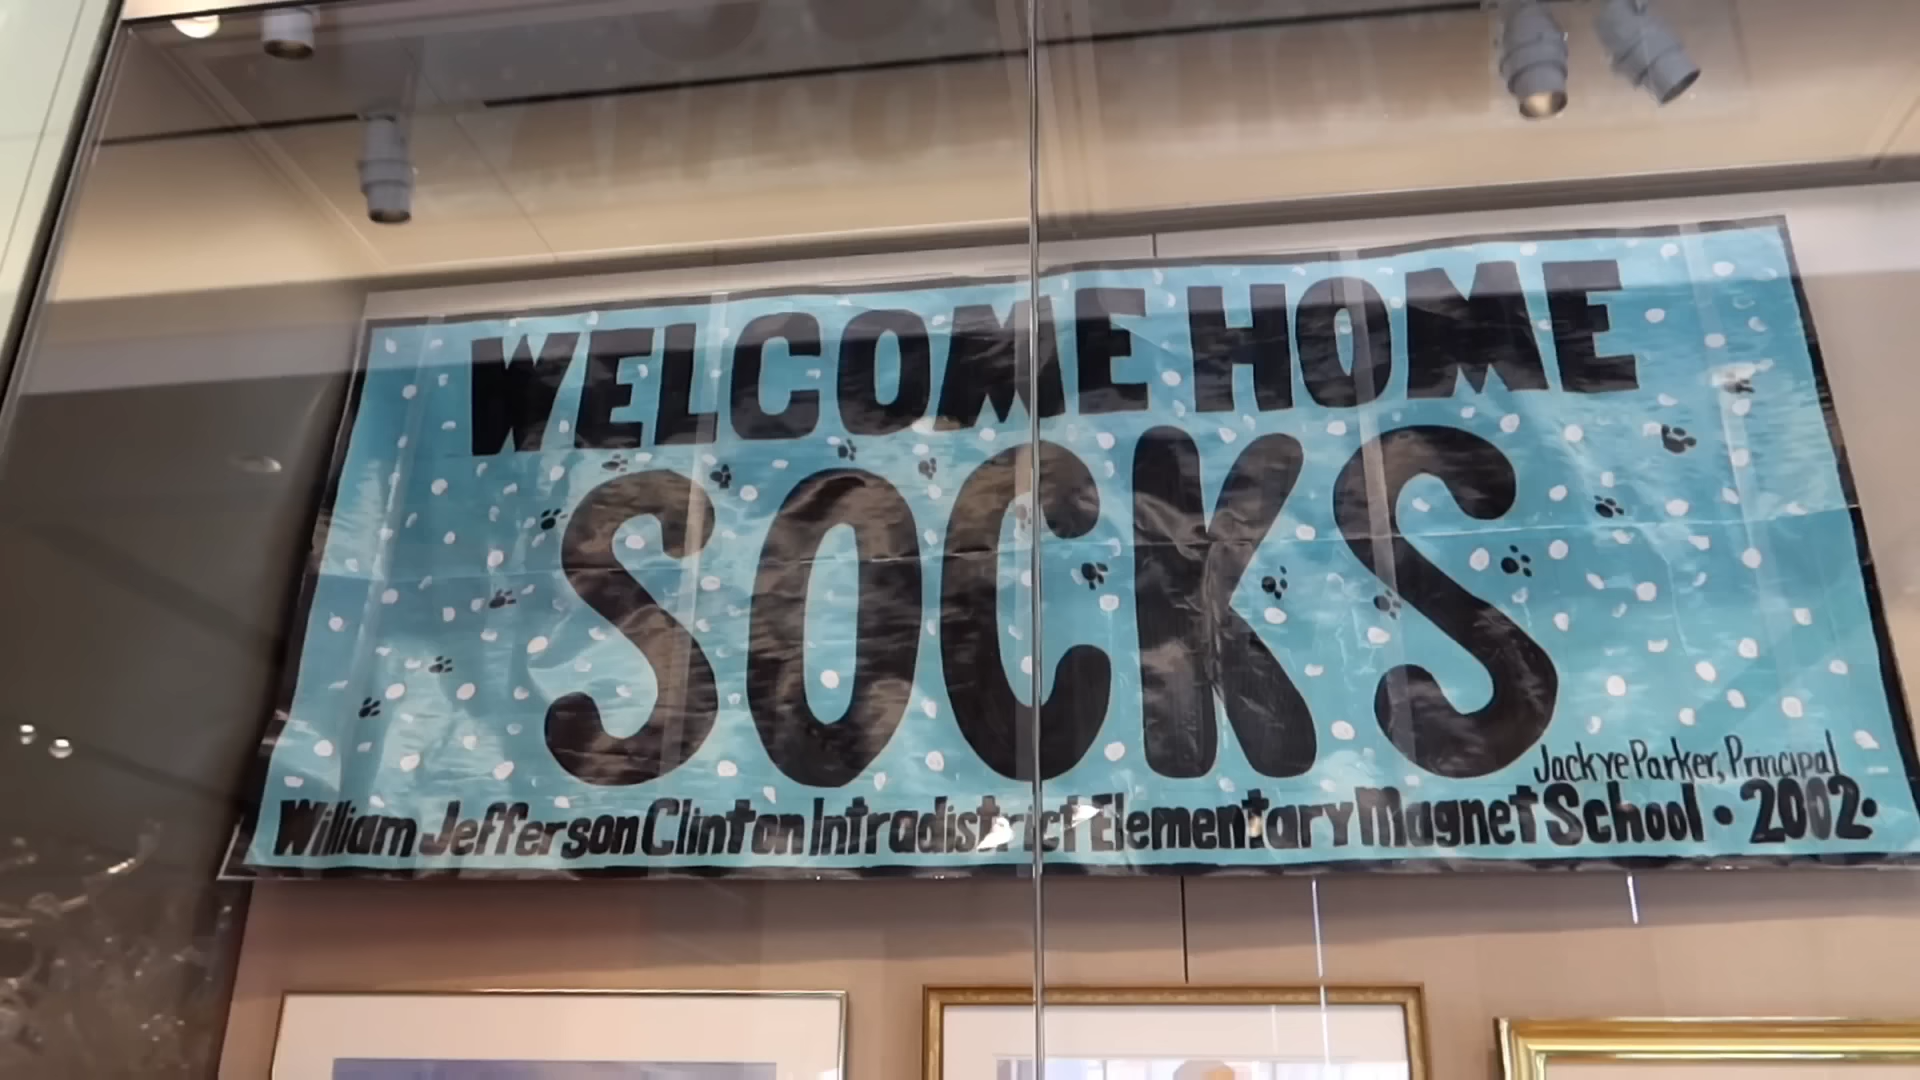 WELCOME HOME
SOCKS
Jackye Parker, Principal
William Jefferson Clinton Intradistrict Elementary Magnet School • 2002•